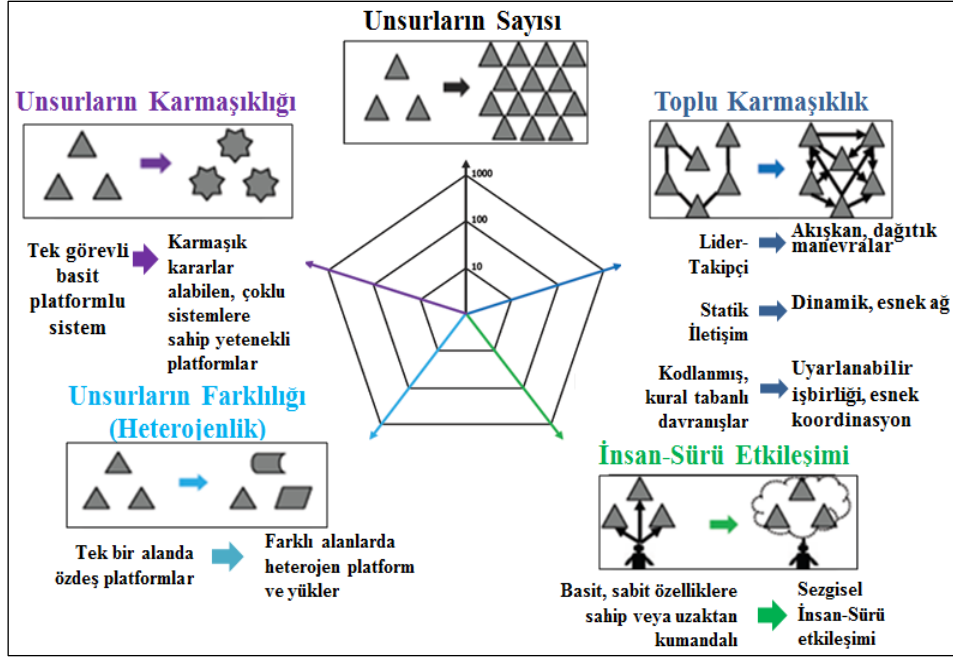 Unsurların Sayısı
Unsurların Karmaşıklığı
Toplu Karmaşıklık
1000
100
10
Tek görevli
basit
platformlu
sistem
Karmaşık
kararlar
alabilen, çoklu
sistemlere
sahip yetenekli
platformlar
Lider-
Takipçi
Akışkan, dağıtık
manevralar
Statik
İletişim
Dinamik, esnek ağ
Kodlanmış,
kural tabanlı
davranışlar
Uyarlanabilir
işbirliği, esnek
koordinasyon
Unsurların Farklılığı
(Heterojenlik)
Tek bir alanda
özdeş platformlar
Farklı alanlarda
heterojen platform
ve yükler
İnsan-Sürü Etkileşimi
Basit, sabit özelliklere
sahip veya uzaktan
kumandalı
Sezgisel
İnsan-Sürü
etkileşimi